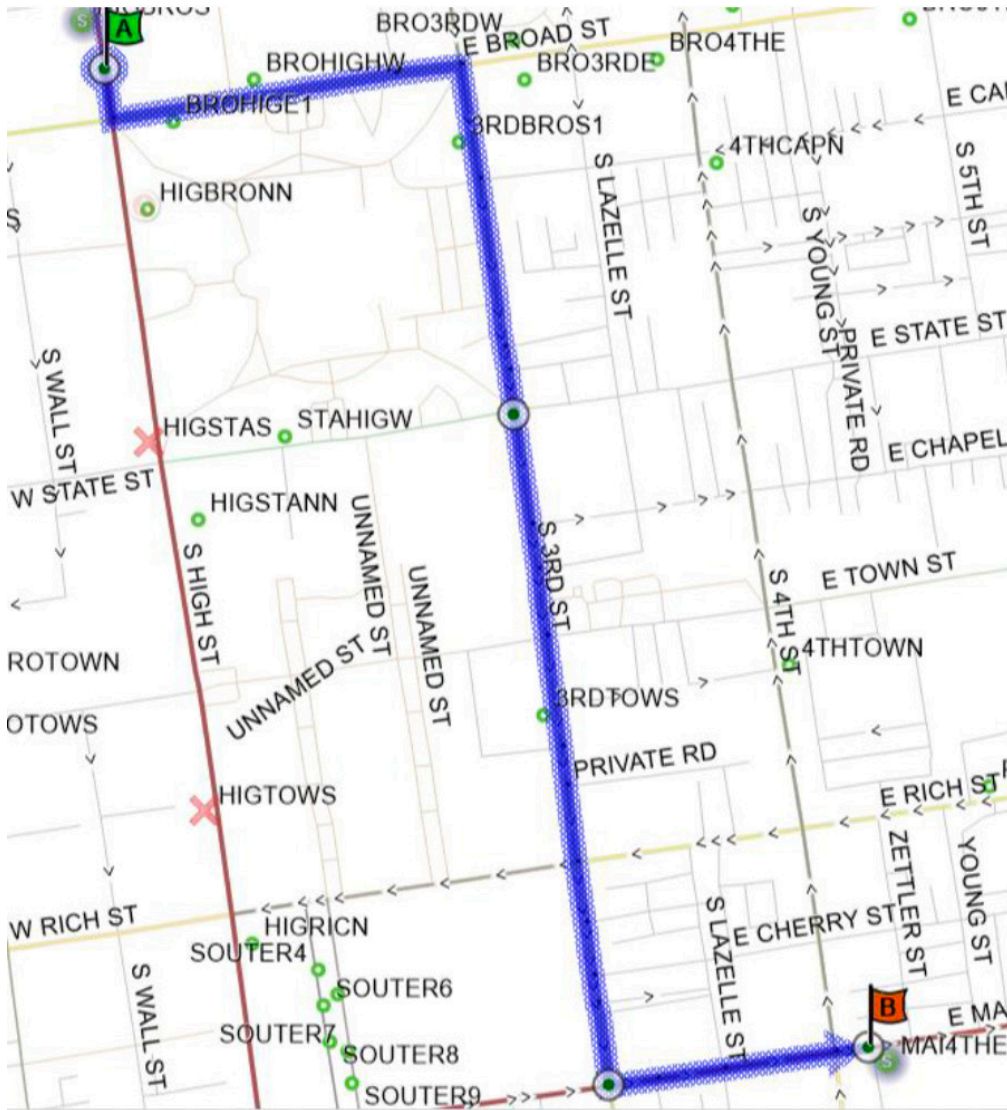 A
BRO3RDW
E BROAD ST
BROHIGHW
BRO3RDE
BRO4THE
BROHIGE1
3RDBROS1
4THCAPN
HIGBRONN
S LAZELLE ST
S YOUNG ST
S 5TH ST
E STATE ST
PRIVATE RD
S WALL ST
HIGSTAS
STAHIGW
E CHAPEL
W STATE ST
HIGSTANN
UNNAMED ST
UNNAMED ST
S 3RD ST
S HIGH ST
E TOWN ST
S 4TH ST
ROTOWN
UNNAMED ST
4THTOWN
OTOWS
3RDTOWS
PRIVATE RD
HIGTOWS
E RICH ST
ZETTLER ST
YOUNG ST
W RICH ST
HIGRICN
S LAZELLE ST
E CHERRY ST
SOUTER4
S WALL ST
SOUTER6
B
E MA
SOUTER7
SOUTER8
MAI4THE
SOUTER9